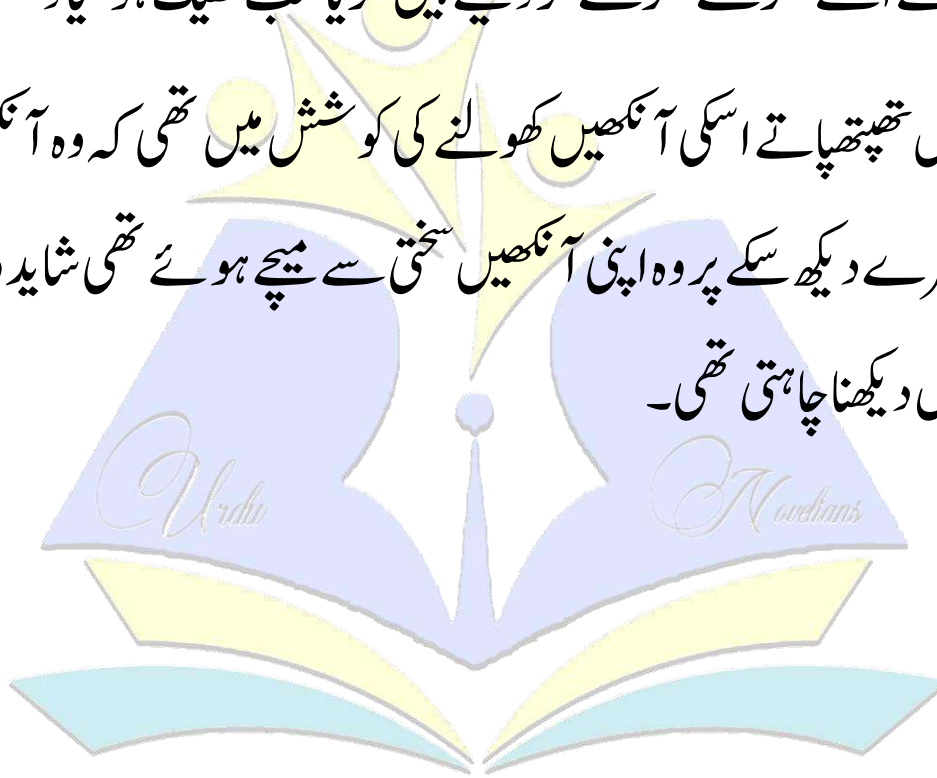 تھپتھپاتے اسکی آنکھیں کھولنے کی کوشش میں تھی کہ وہ
دیکھ سکے پر وہ اپنی آنکھیں سختی سے میچے ہوئے تھی شاید
دیکھنا چاہتی تھی۔
Urdu Novelians